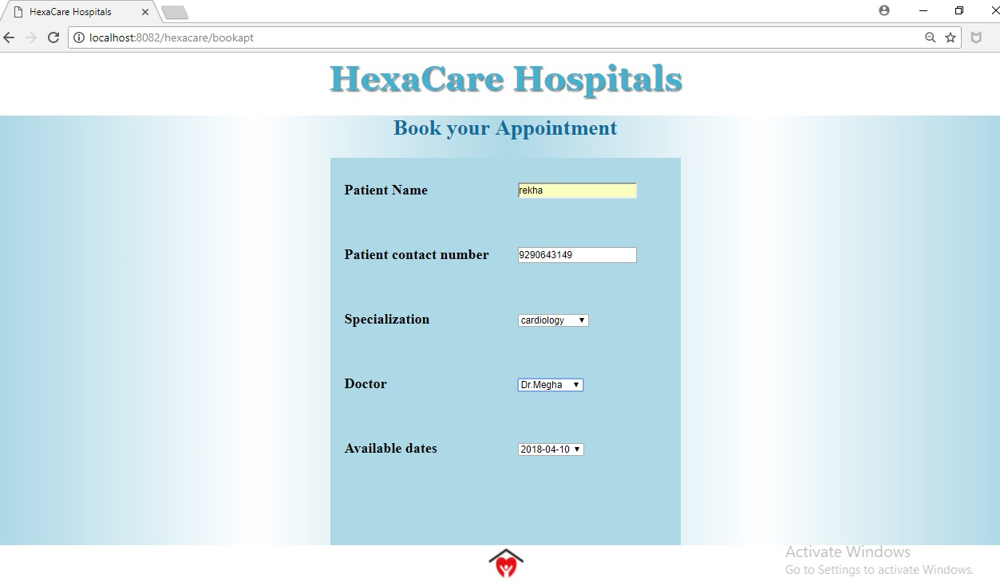 HexaCare Hospitals
localhost:8082/hexacare/bookapt
HexaCare Hospitals
Book your Appointment
Patient Name rekha
Patient contact number 9290643149
Specialization cardiology
Doctor Dr.Megha
Available dates 2018-04-10
Activate Windows
Go to Settings to activate Windows.